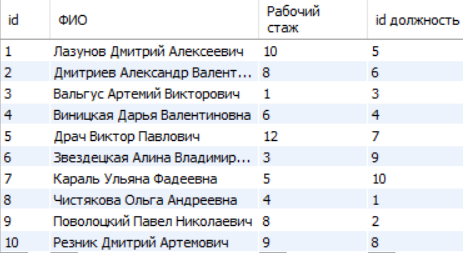 id ФИО Рабочий стаж id должность
1 Лазунов Дмитрий Алексеевич 10 5
2 Дмитриев Александр Валент... 8 6
3 Вальгус Артемий Викторович 1 3
4 Виницкая Дарья Валентиновна 6 4
5 Драч Виктор Павлович 12 7
6 Звездецкая Алина Владимир... 3 9
7 Караль Ульяна Фадеевна 5 10
8 Чистякова Ольга Андреевна 4 1
9 Поволоцкий Павел Николаевич 8 2
10 Резник Дмитрий Артемович 9 8